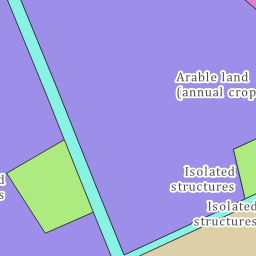 Arable land
(annual crop
Isolated
structures
Isolated
structures
d
s